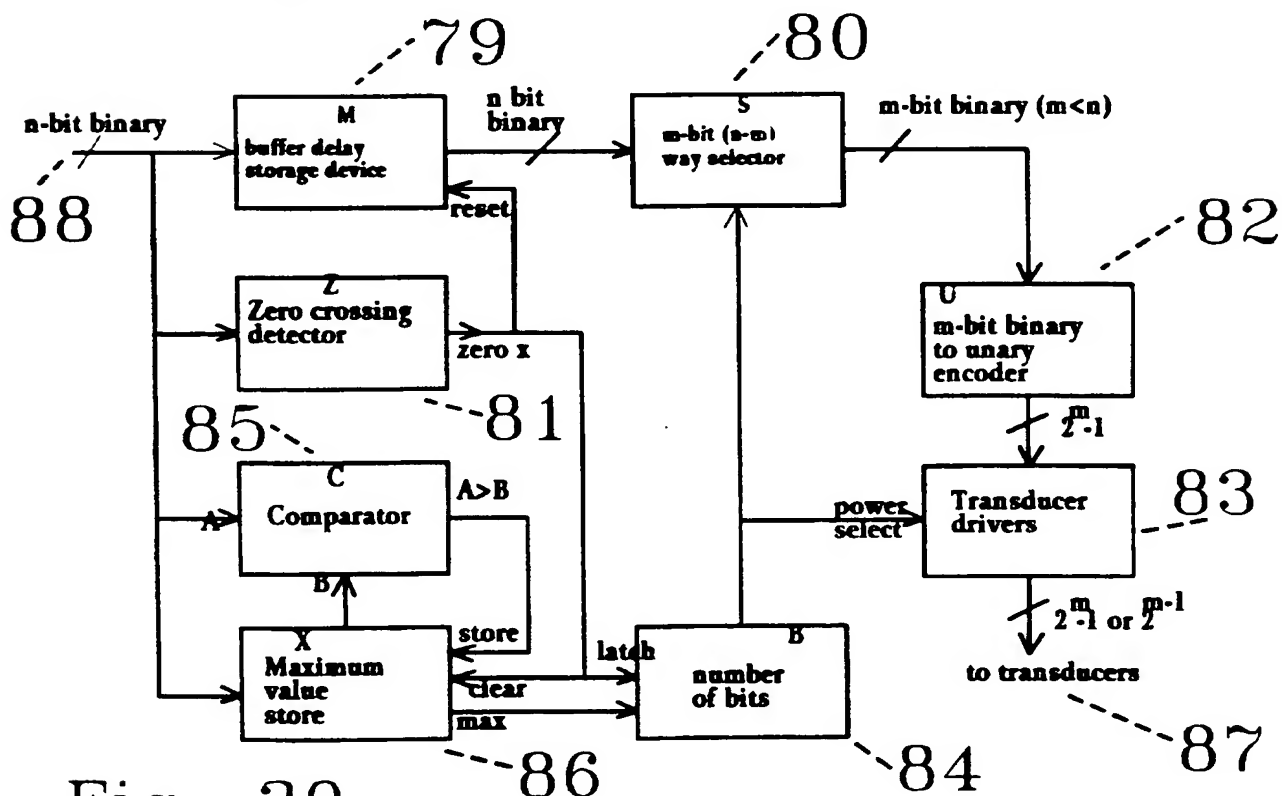 79
80
n-bit binary
M
buffer delay
storage device
n bit
binary
S
m-bit (n-m)
way selector
m-bit binary (m<n)
88
reset
82
Z
Zero crossing
detector
zero x
U
m-bit binary
to unary
encoder
85
81
2^m-1
C
Comparator
A
A>B
B
power
select
Transducer
drivers
83
X
Maximum
value
store
store
clear
max
latch
B
number
of bits
2^m-1 or 2^m-1
to transducers
86
84
87